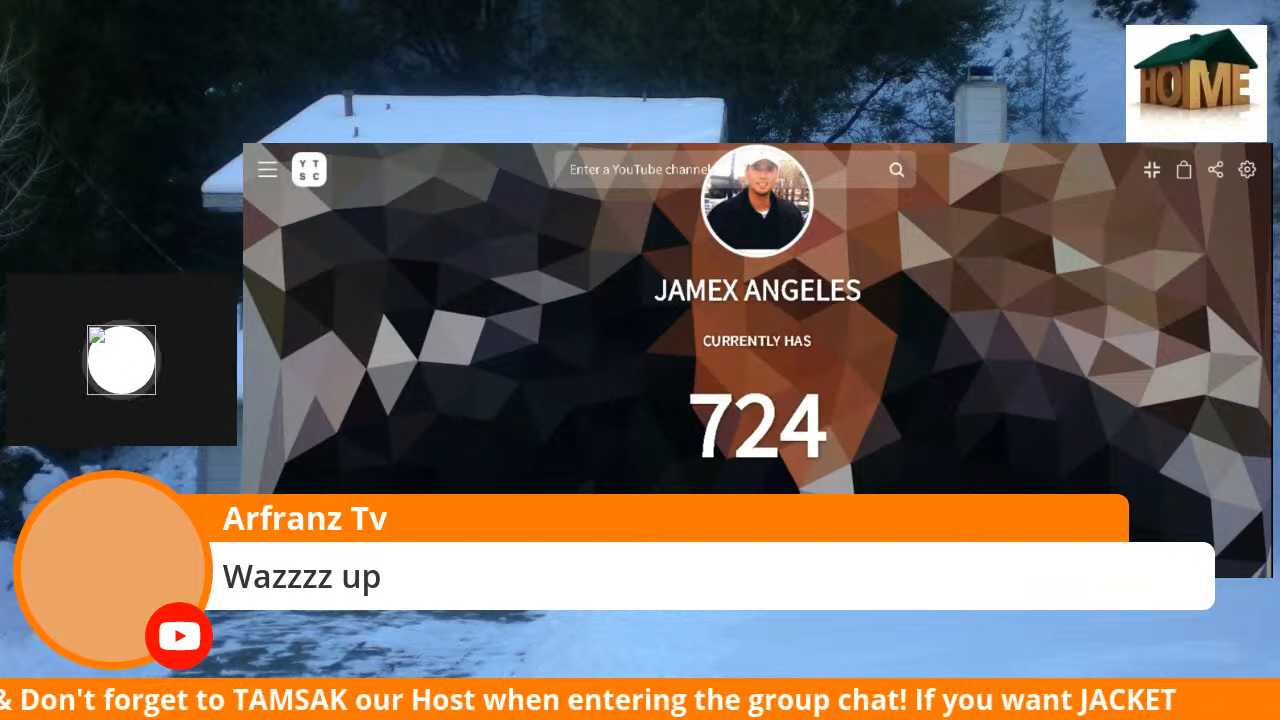 HOME
Y T
S C
Enter a YouTube channel
JAMEX ANGELES
CURRENTLY HAS
724
Arfranz Tv
Wazzzz up
& Don't forget to TAMSAK our Host when entering the group chat! If you want JACKET